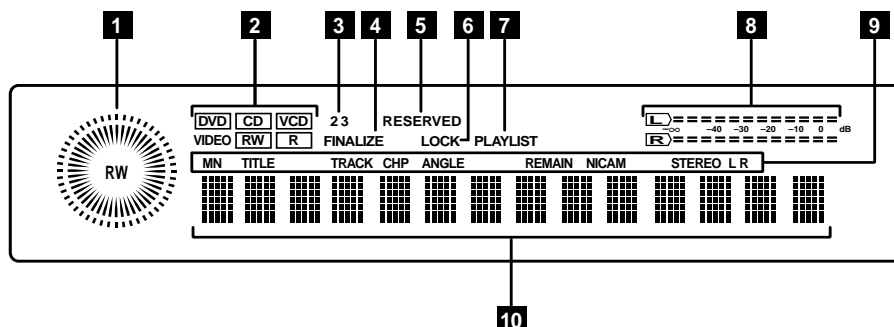 1 2 3 4 5 6 7 8 9
DVD CD VCD 2 3 RESERVED L
–∞ –40 –30 –20 –10 0 dB
VIDEO RW R FINALIZE LOCK PLAYLIST R
RW
MN TITLE TRACK CHP ANGLE REMAIN NICAM STEREO L R
10